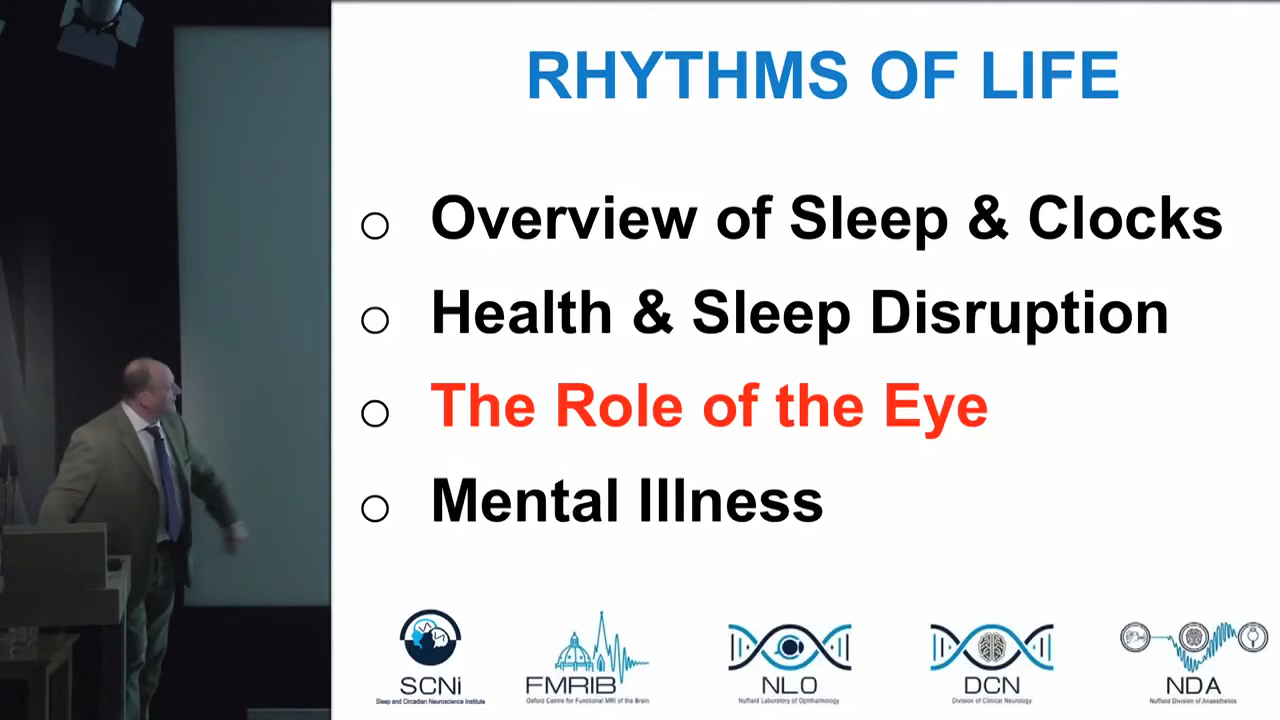 RHYTHMS OF LIFE
Overview of Sleep & Clocks
Health & Sleep Disruption
The Role of the Eye
Mental Illness
SCNi
Sleep and Circadian Neuroscience Institute
FMRIB
Oxford Centre for Functional MRI of the Brain
NLO
Nuffield Laboratory of Ophthalmology
DCN
Division of Clinical Neurology
NDA
Nuffield Division of Anaesthetics